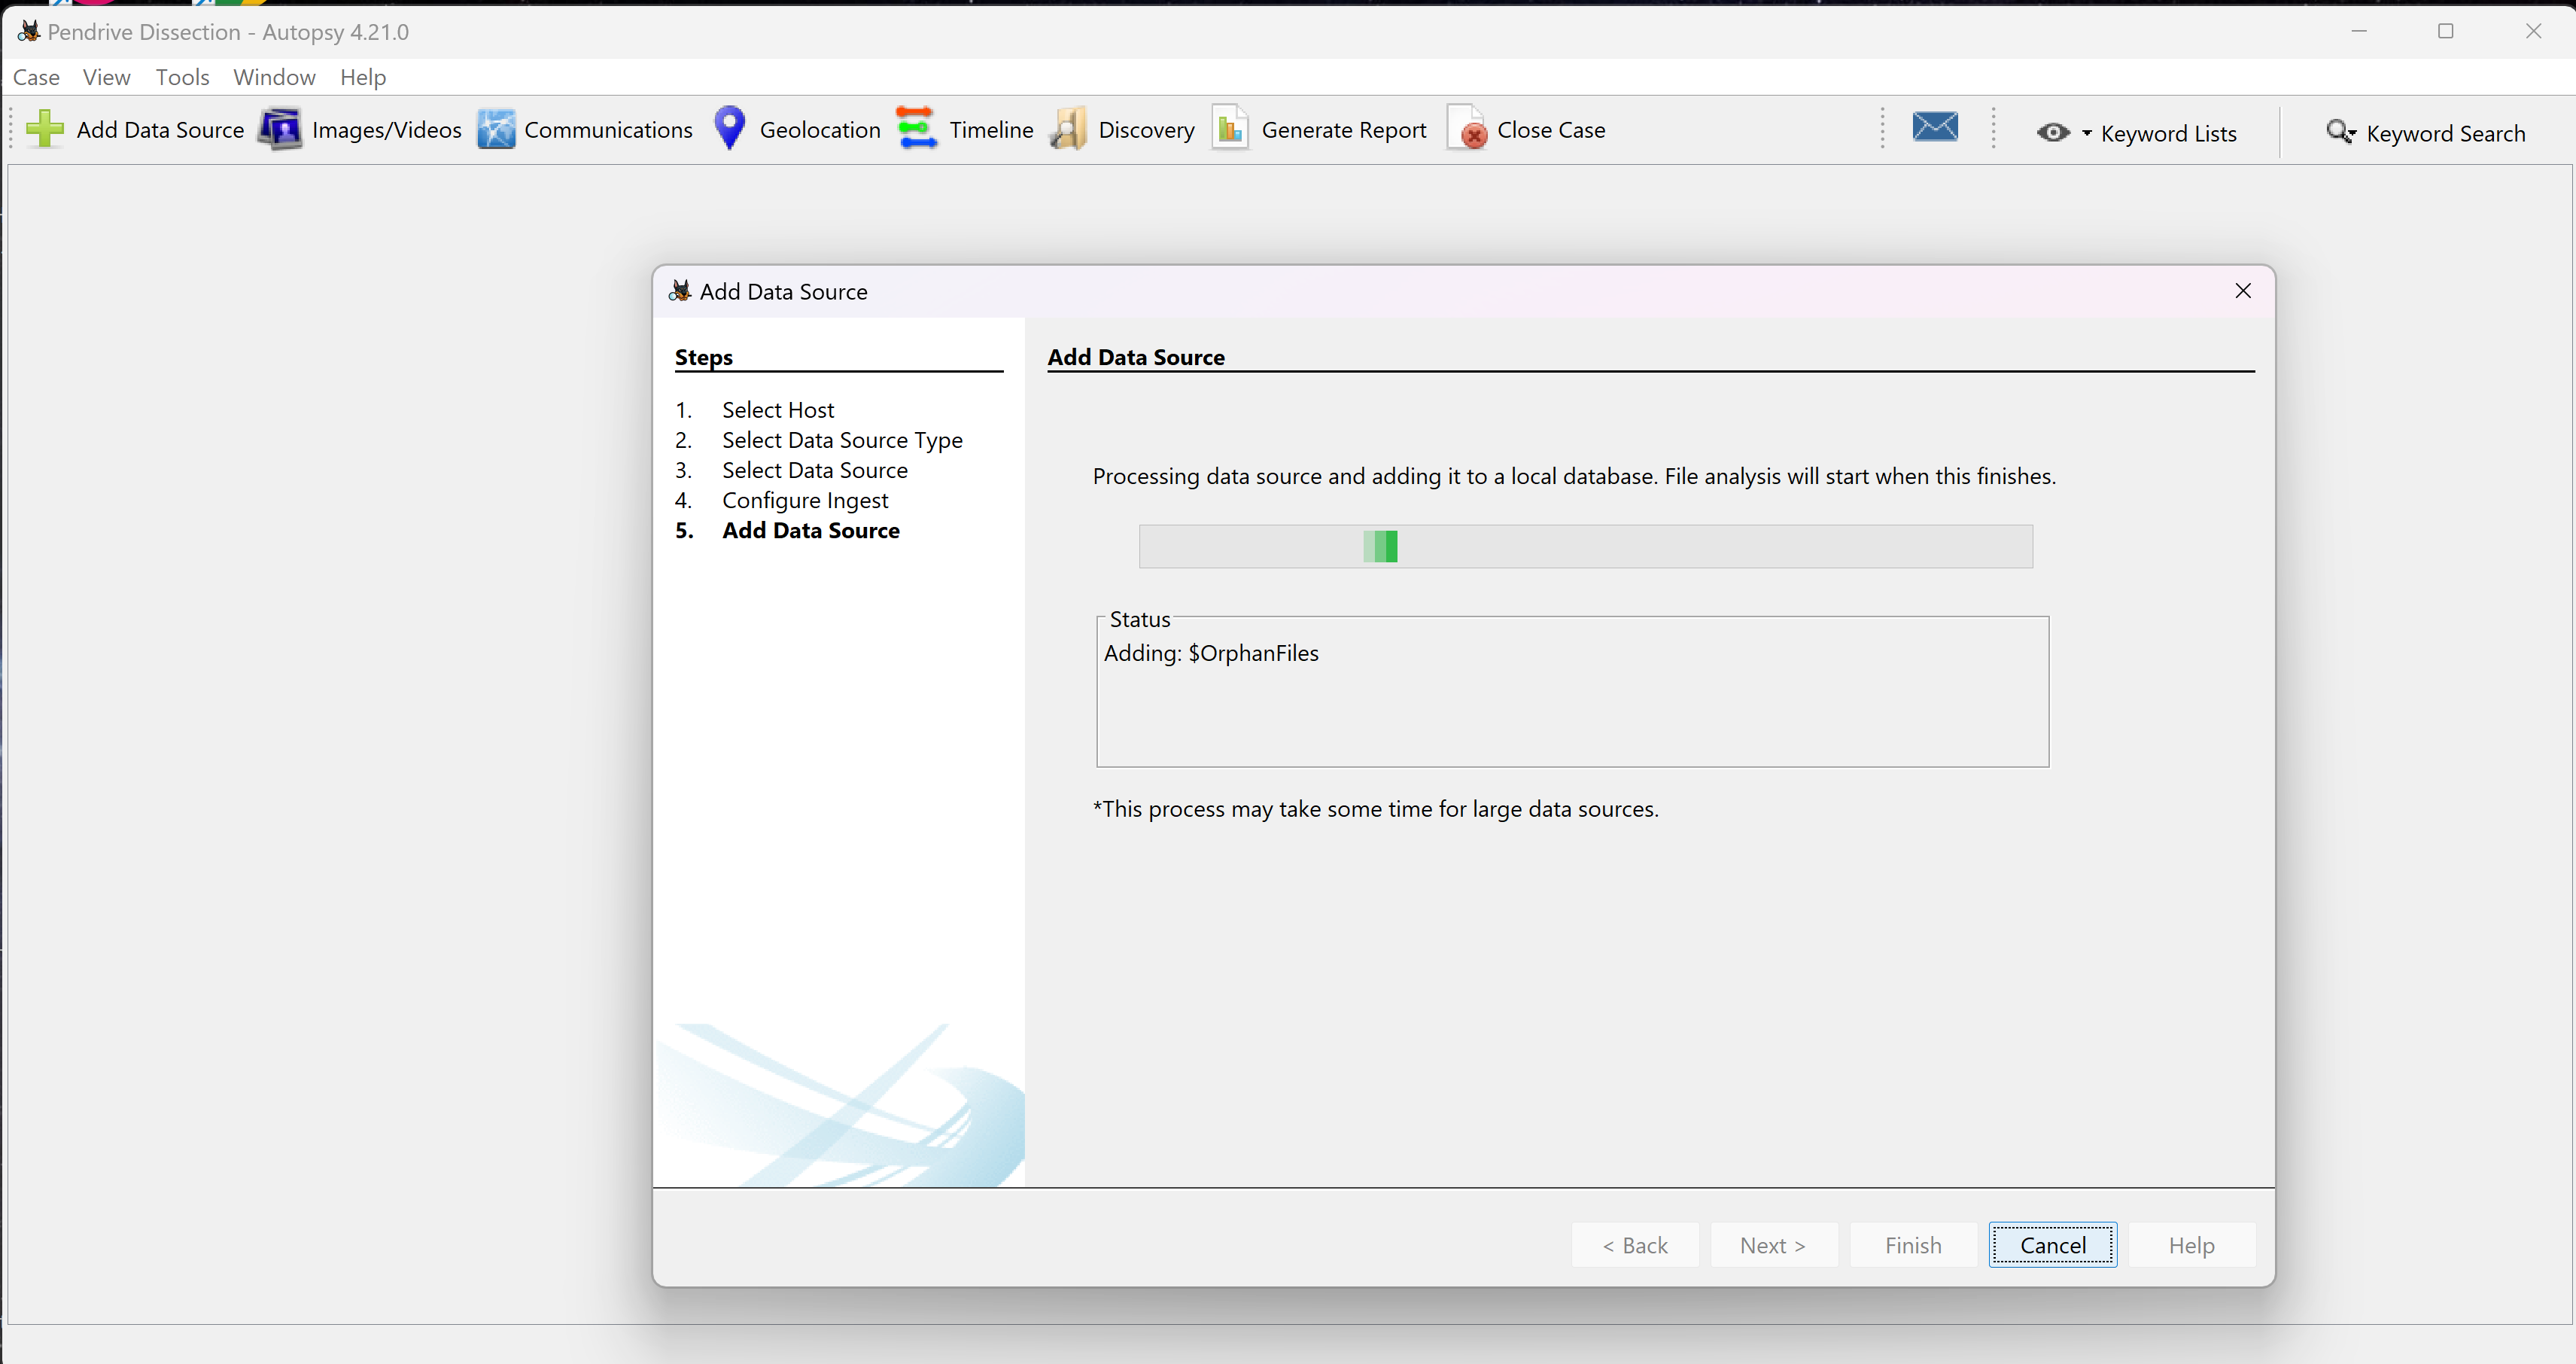 Pendrive Dissection - Autopsy 4.21.0
Case View Tools Window Help
Add Data Source Images/Videos Communications Geolocation Timeline Discovery Generate Report Close Case Keyword Lists Keyword Search
Add Data Source
Steps
1. Select Host
2. Select Data Source Type
3. Select Data Source
4. Configure Ingest
5. Add Data Source
Add Data Source
Processing data source and adding it to a local database. File analysis will start when this finishes.
Status
Adding: $OrphanFiles
*This process may take some time for large data sources.
< Back Next > Finish Cancel Help